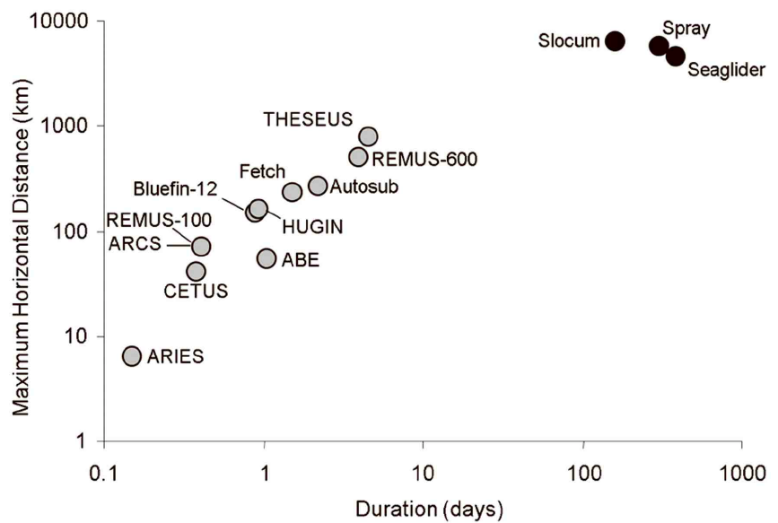 10000
Slocum
Spray
Seaglider
1000
THESEUS
REMUS-600
Fetch
Autosub
Bluefin-12
HUGIN
REMUS-100
ARCS
100
ABE
CETUS
10
ARIES
1
0.1
1
10
100
1000
Duration (days)
Maximum Horizontal Distance (km)